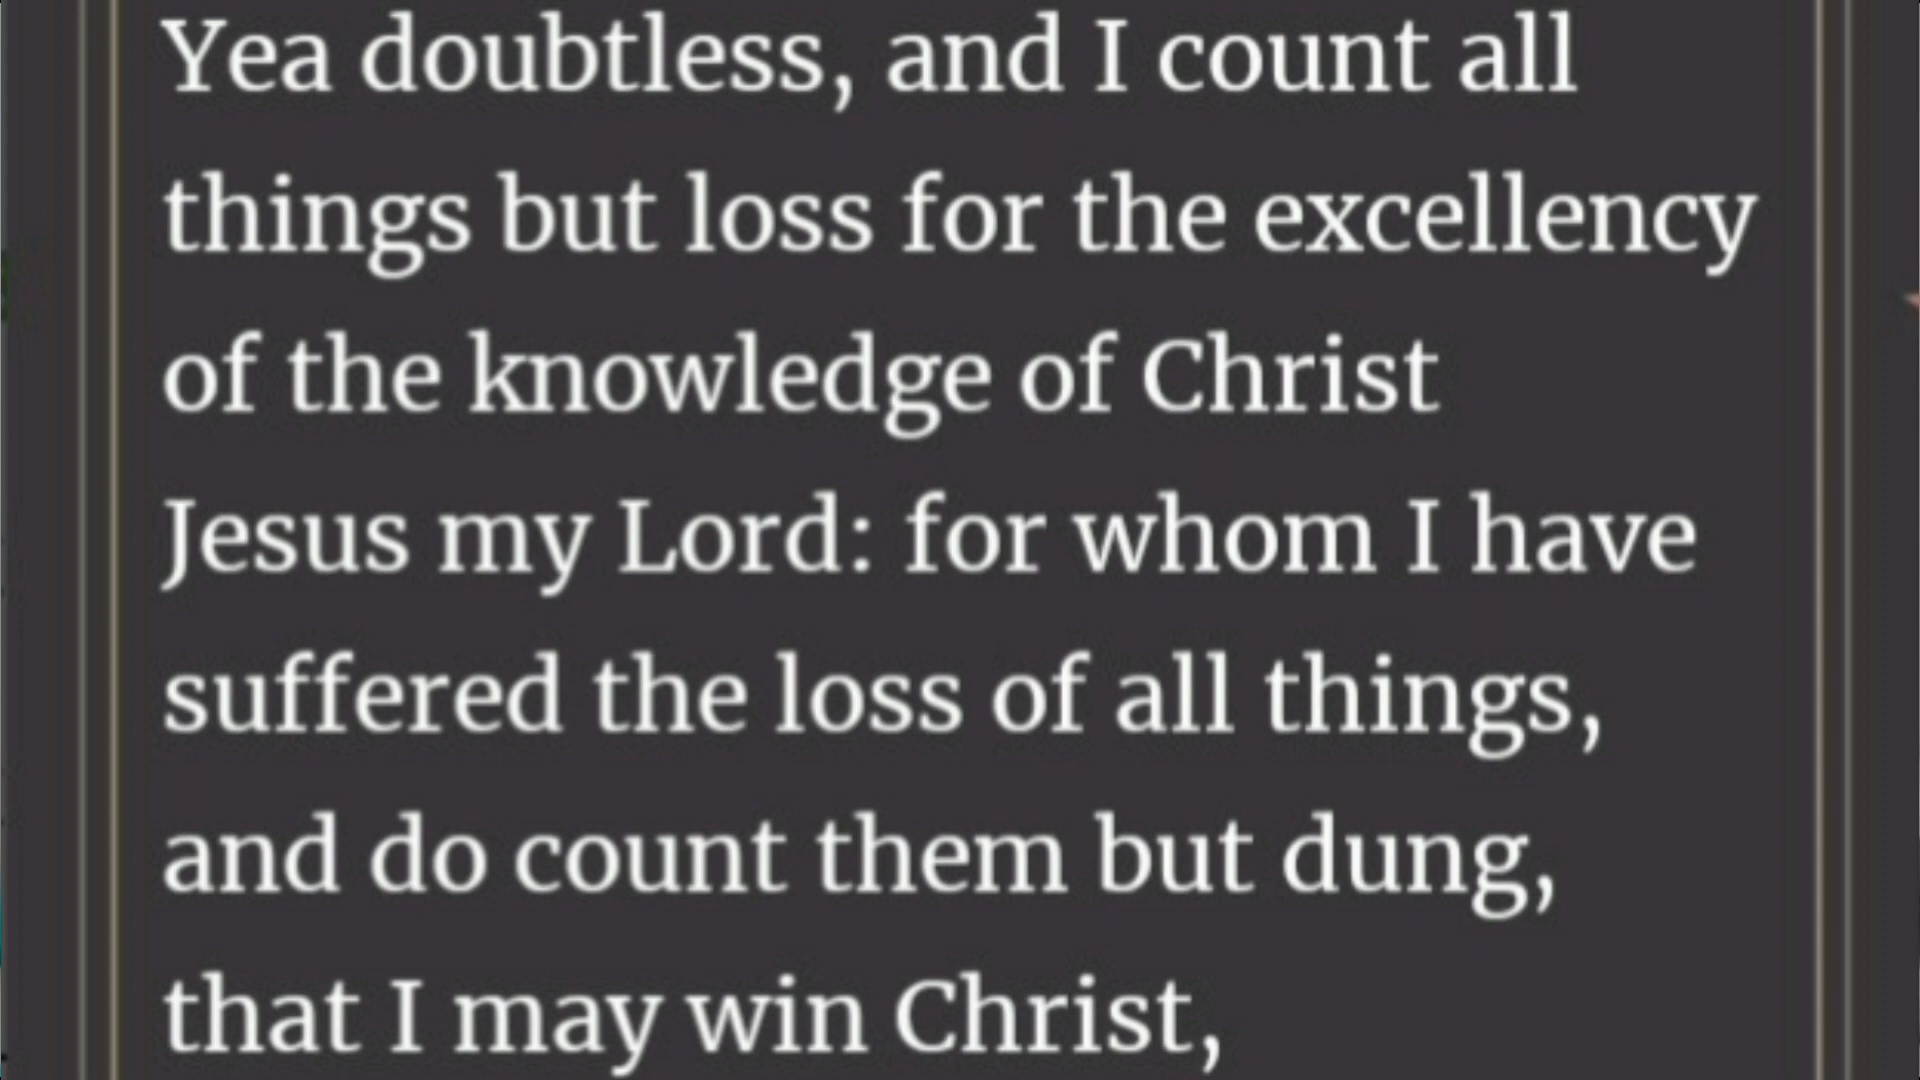 Yea doubtless, and I count all
things but loss for the excellency
of the knowledge of Christ
Jesus my Lord: for whom I have
suffered the loss of all things,
and do count them but dung,
that I may win Christ,